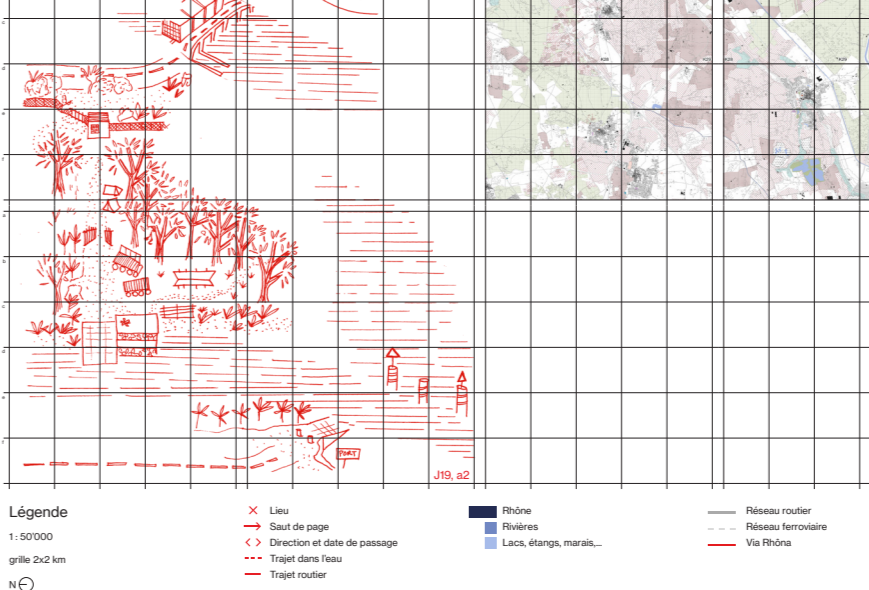 PORT
J19, a2
Légende
1: 50'000
grille 2x2 km
N
Lieu
Saut de page
Direction et date de passage
Trajet dans l'eau
Trajet routier
Rhône
Rivières
Lacs, étangs, marais,...
Réseau routier
Réseau ferroviaire
Via Rhôna